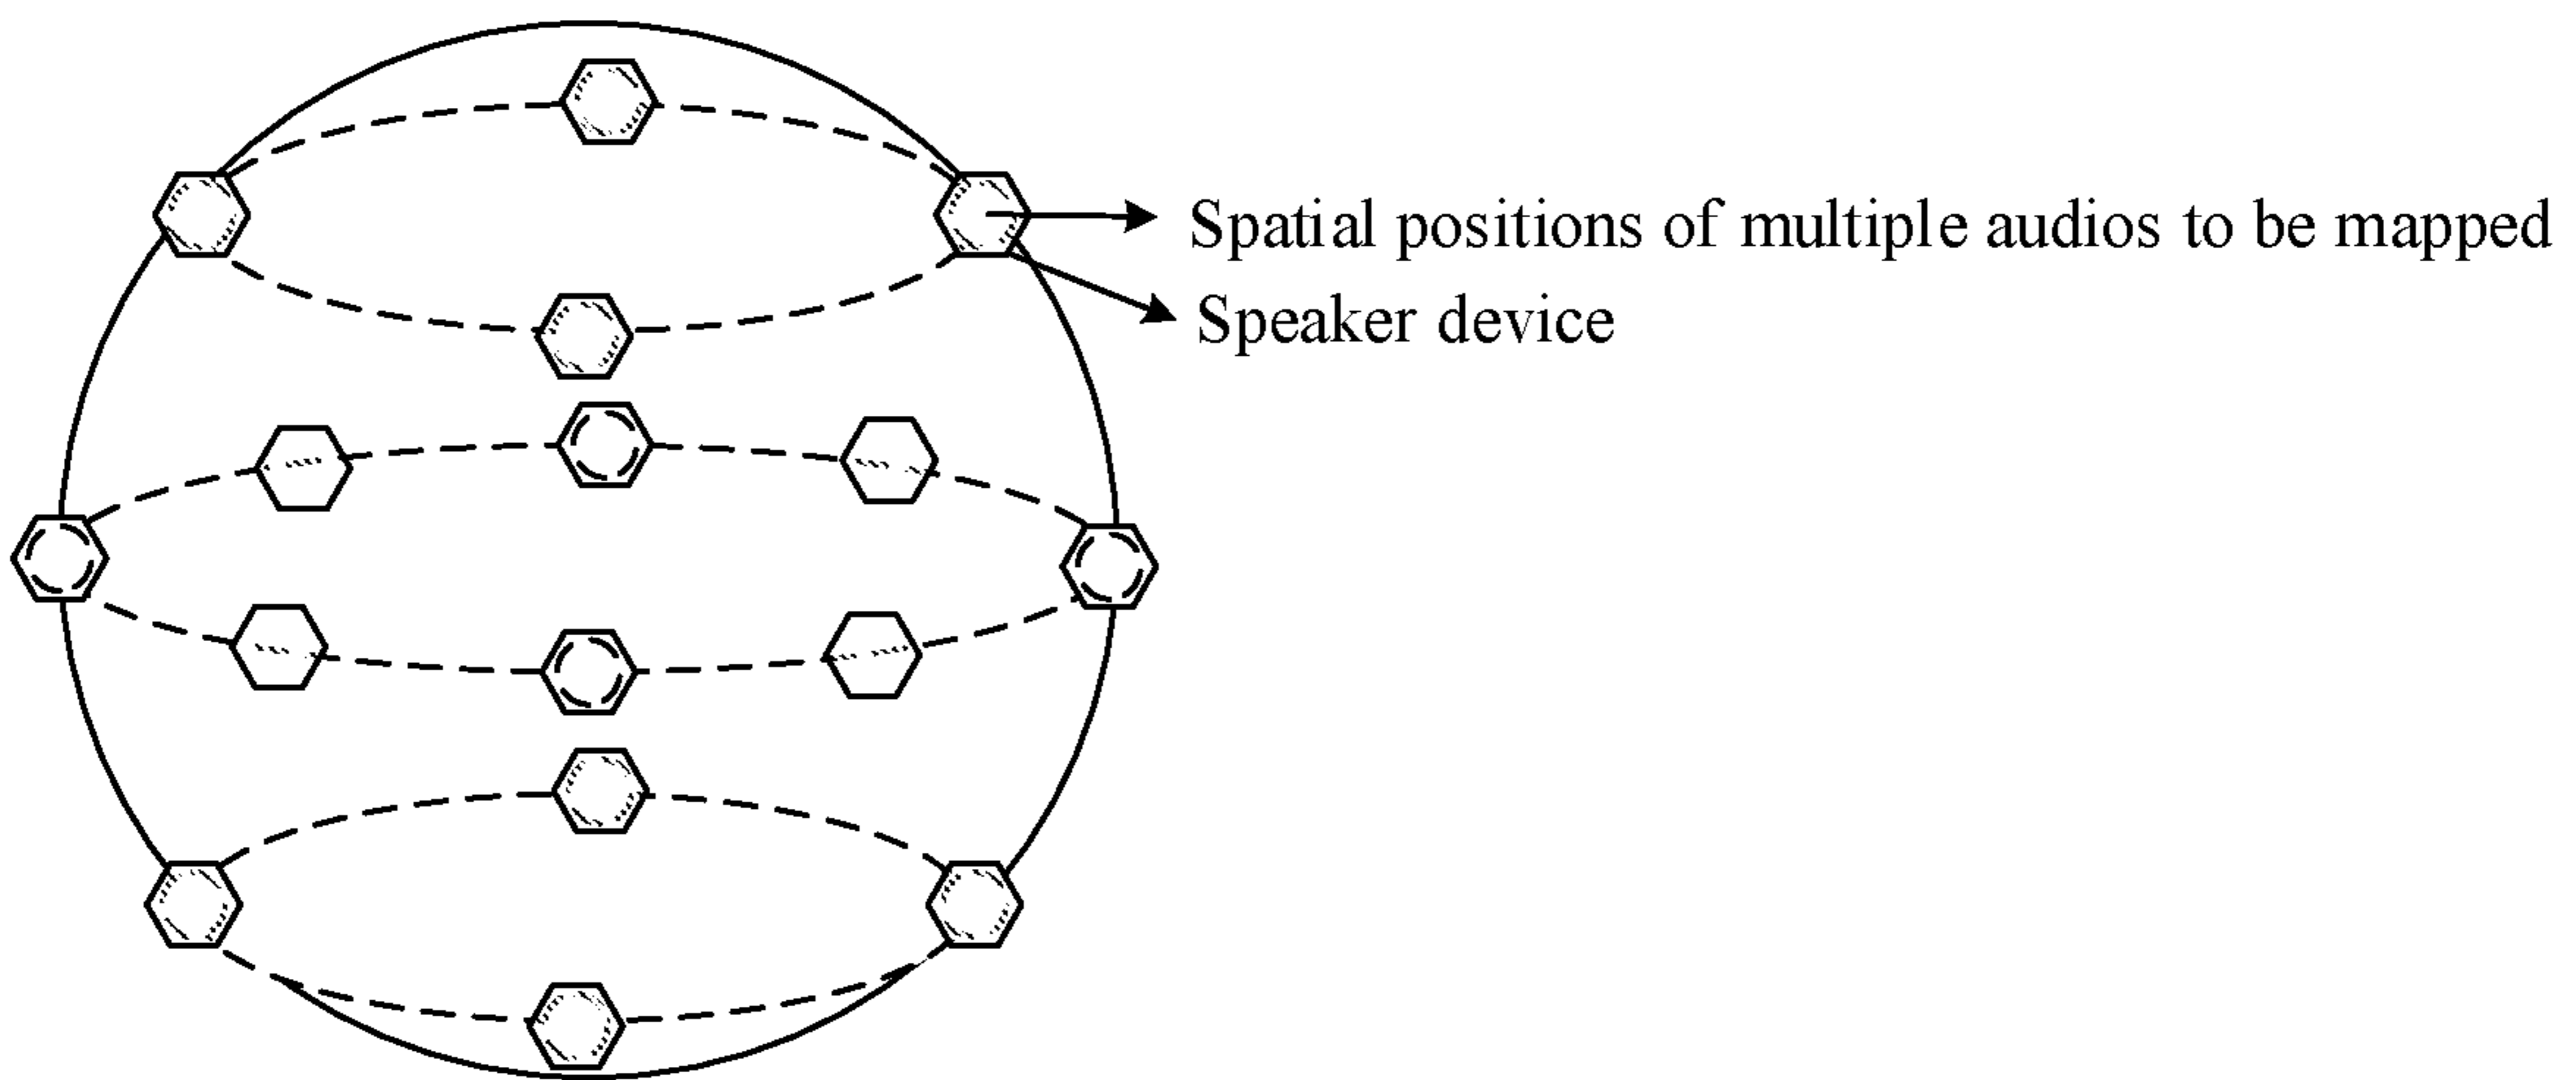 Spatial positions of multiple audios to be mapped
Speaker device